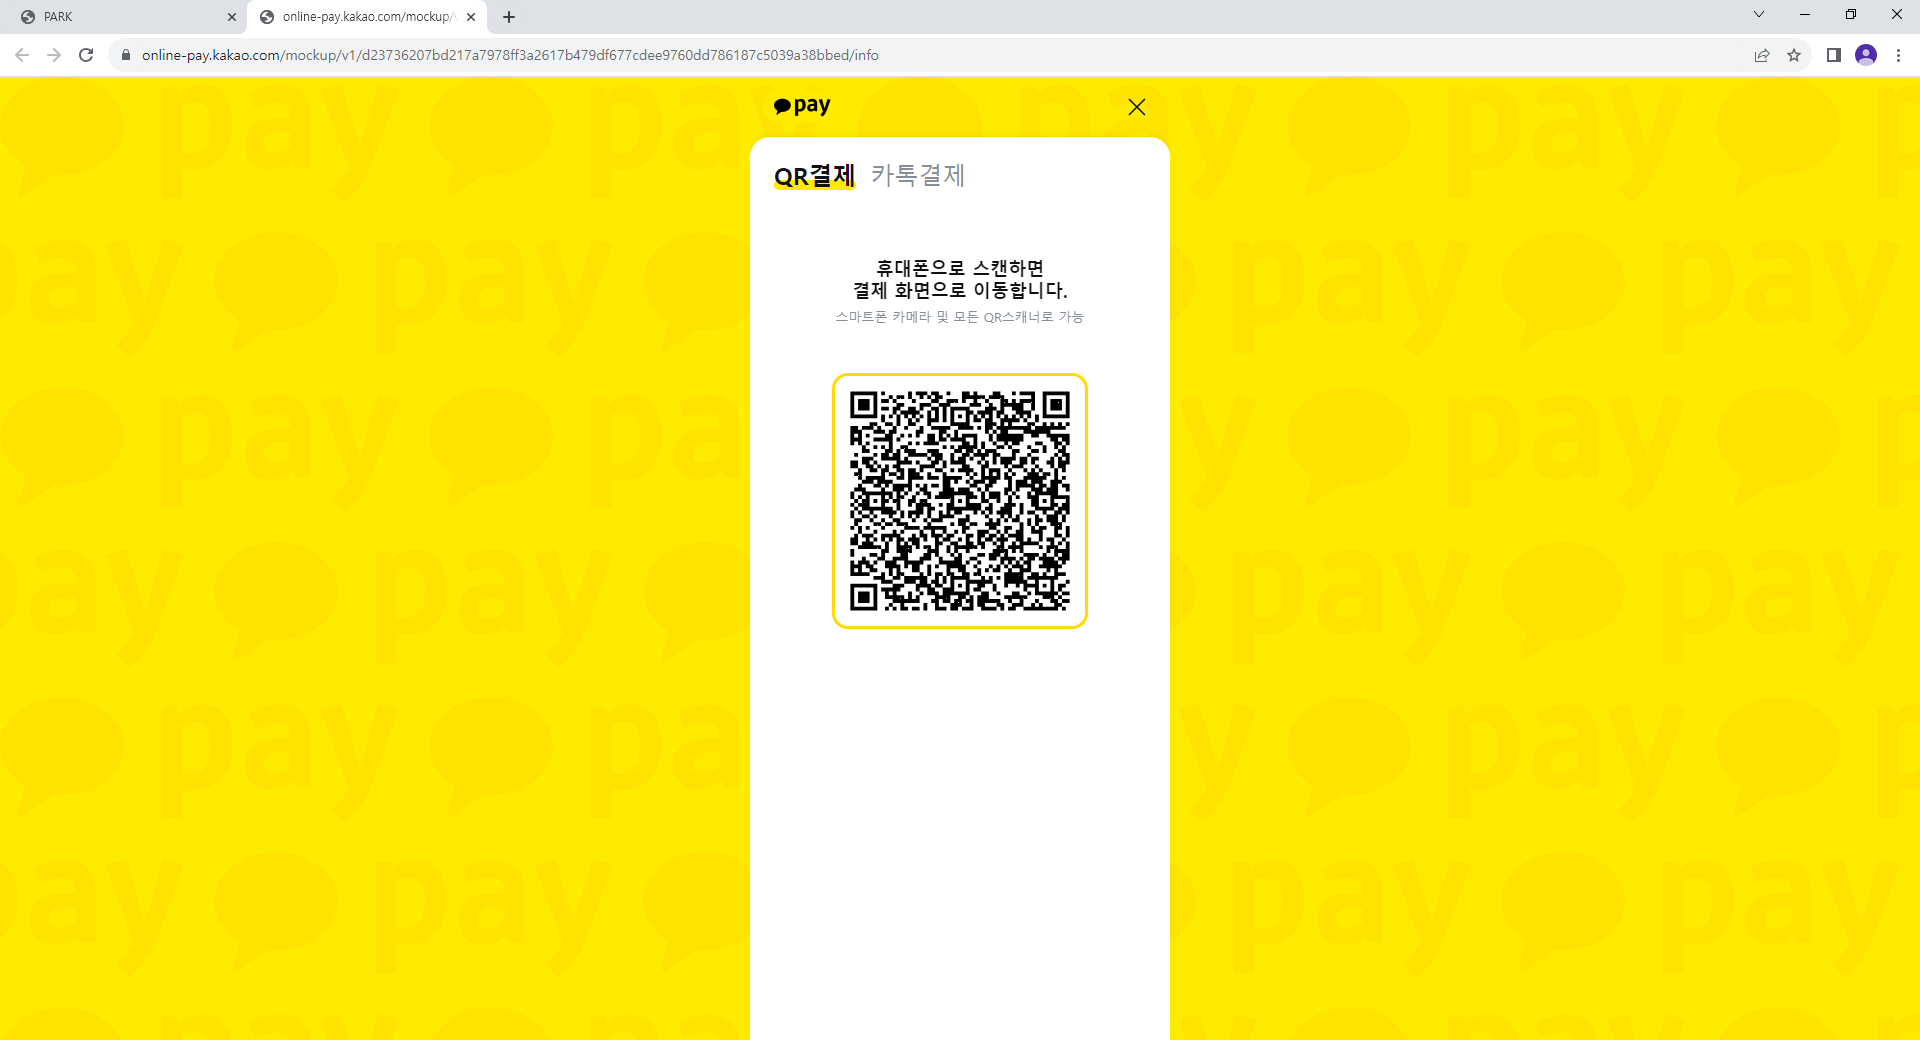 PARK
online-pay.kakao.com/mockup/
online-pay.kakao.com/mockup/v1/d23736207bd217a7978ff3a2617b479df677cdee9760dd786187c5039a38bbed/info
pay
QR결제 카톡결제
휴대폰으로 스캔하면
결제 화면으로 이동합니다.
스마트폰 카메라 및 모든 QR스캐너로 가능